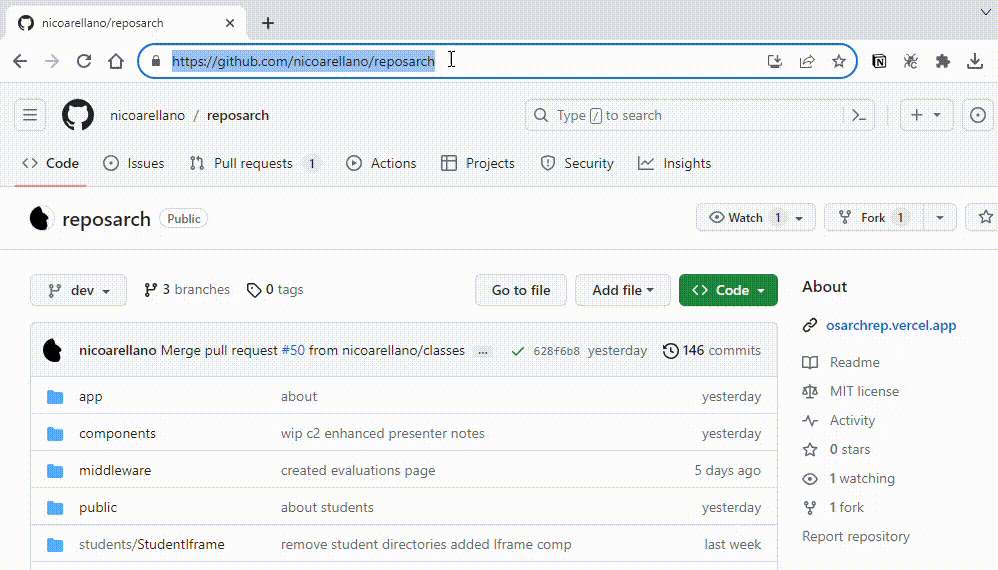 nicoarellano/reposarch
https://github.com/nicoarellano/reposarch
nicoarellano / reposarch
Type / to search
Code Issues Pull requests 1 Actions Projects Security Insights
reposarch Public
Watch 1 Fork 1
dev 3 branches 0 tags Go to file Add file Code
nicoarellano Merge pull request #50 from nicoarellano/classes ... 628f6b8 yesterday 146 commits
app about yesterday
components wip c2 enhanced presenter notes yesterday
middleware created evaluations page 5 days ago
public about students yesterday
students/StudentIframe remove student directories added Iframe comp last week
About
osarchrep.vercel.app
Readme
MIT license
Activity
0 stars
1 watching
1 fork
Report repository